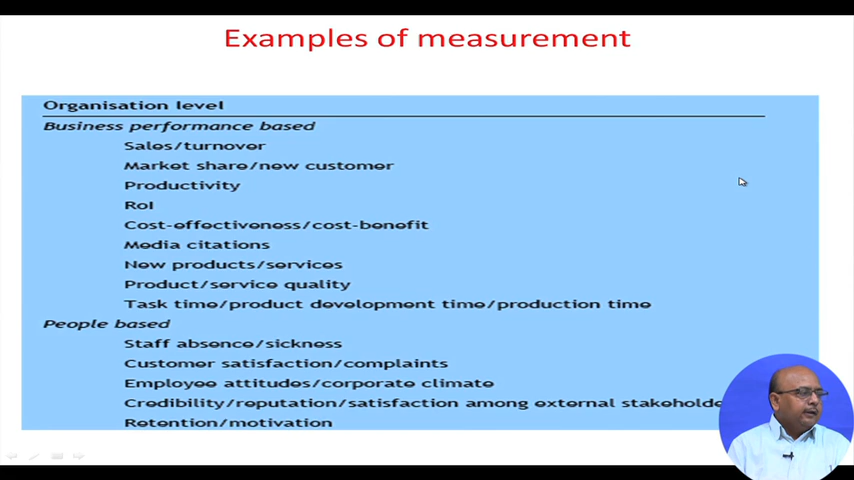 Examples of measurement
Organisation level
Business performance based
Sales/turnover
Market share/new customer
Productivity
RoI
Cost-effectiveness/cost-benefit
Media citations
New products/services
Product/service quality
Task time/product development time/production time
People based
Staff absence/sickness
Customer satisfaction/complaints
Employee attitudes/corporate climate
Credibility/reputation/satisfaction among external
Retention/motivation